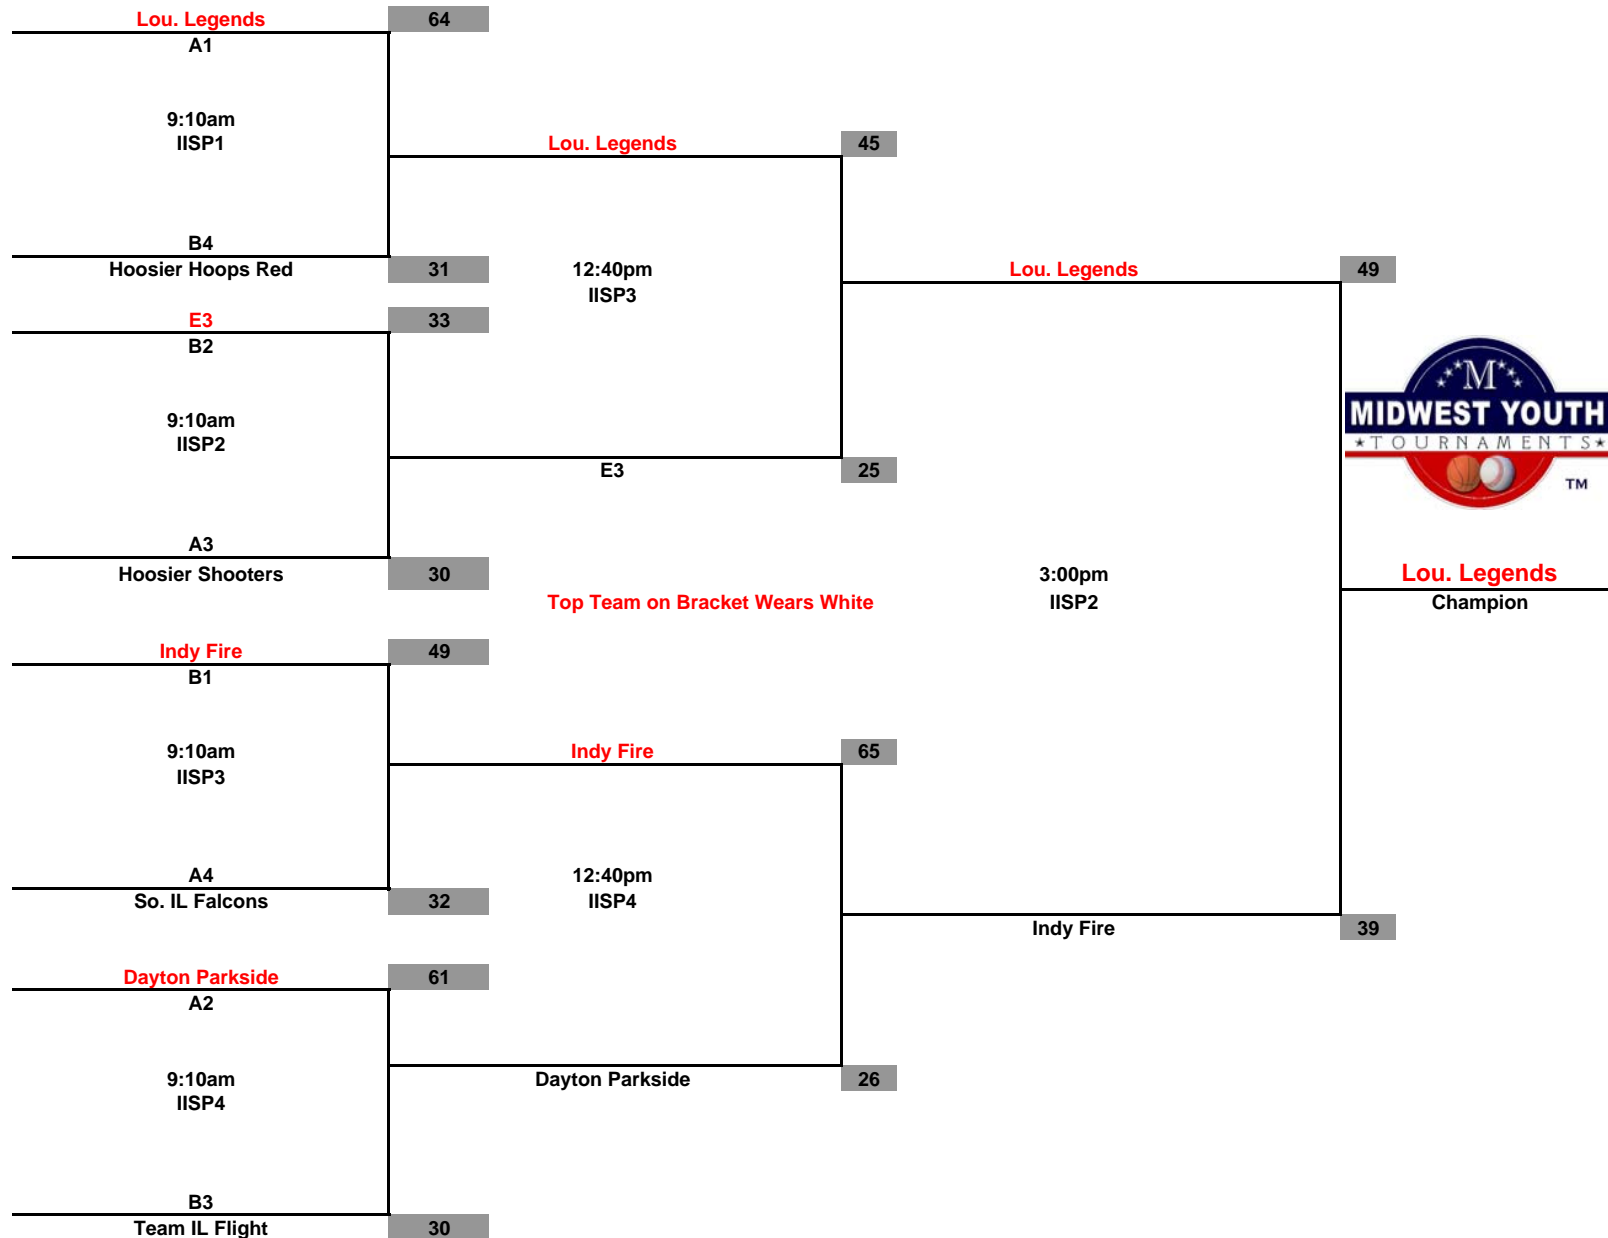 Lou. Legends 64
A1
9:10am
IISP1
Lou. Legends 45
B4
Hoosier Hoops Red 31 12:40pm Lou. Legends 49
IISP3
E3 33
B2
M
MIDWEST YOUTH
★TOURNAMENTS★
TM
9:10am
IISP2
E3 25
A3
Hoosier Shooters 30 3:00pm Lou. Legends
Top Team on Bracket Wears White IISP2 Champion
Indy Fire 49
B1
9:10am Indy Fire 65
IISP3
A4 12:40pm
So. IL Falcons 32 IISP4
Indy Fire 39
Dayton Parkside 61
A2
9:10am Dayton Parkside 26
IISP4
B3
Team IL Flight 30